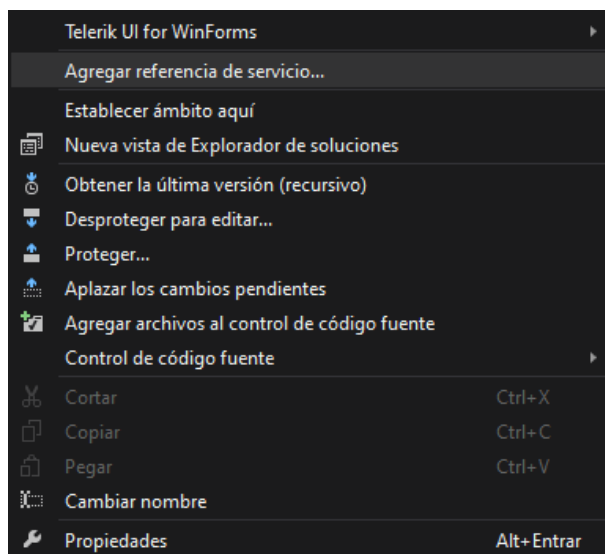 Telerik UI for WinForms
Agregar referencia de servicio...
Establecer ámbito aquí
Nueva vista de Explorador de soluciones
Obtener la última versión (recursivo)
Desproteger para editar...
Proteger...
Aplazar los cambios pendientes
Agregar archivos al control de código fuente
Control de código fuente
Cortar Ctrl+X
Copiar Ctrl+C
Pegar Ctrl+V
Cambiar nombre
Propiedades Alt+Entrar